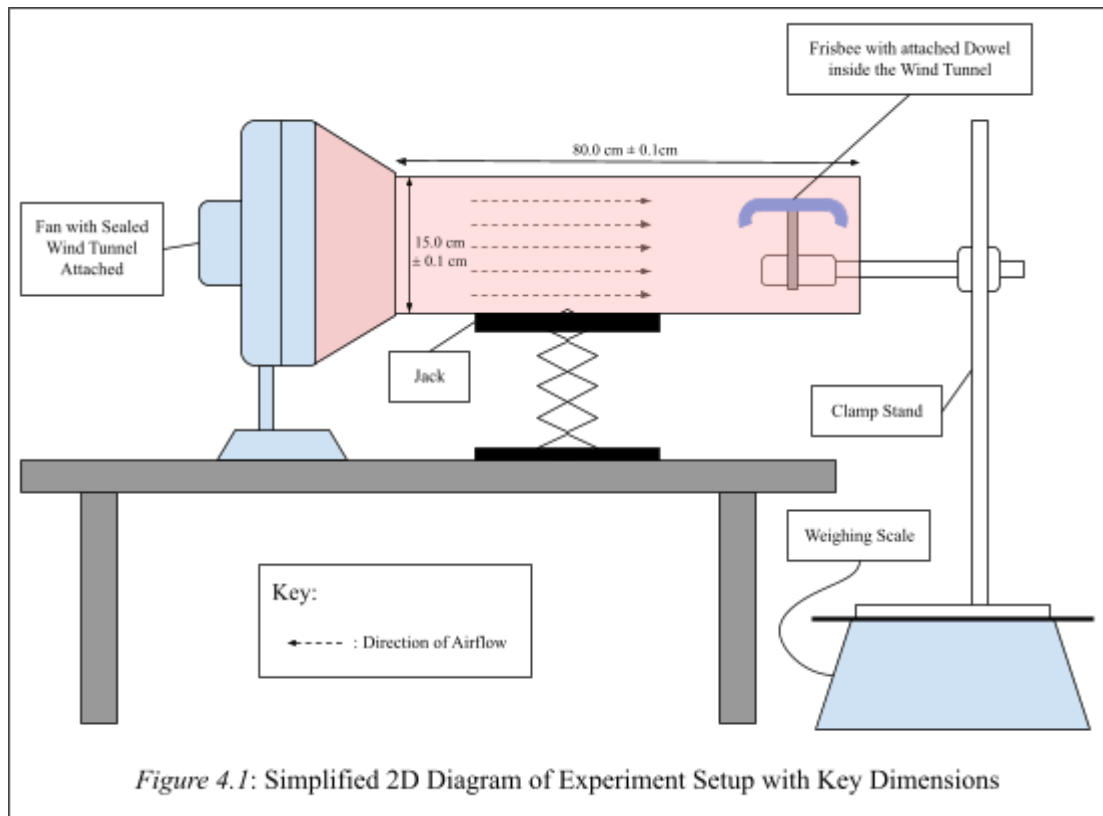 Frisbee with attached Dowel
inside the Wind Tunnel
80.0 cm ± 0.1cm
Fan with Sealed
Wind Tunnel
Attached
15.0 cm
± 0.1 cm
Jack
Clamp Stand
Weighing Scale
Key:
: Direction of Airflow
Figure 4.1: Simplified 2D Diagram of Experiment Setup with Key Dimensions